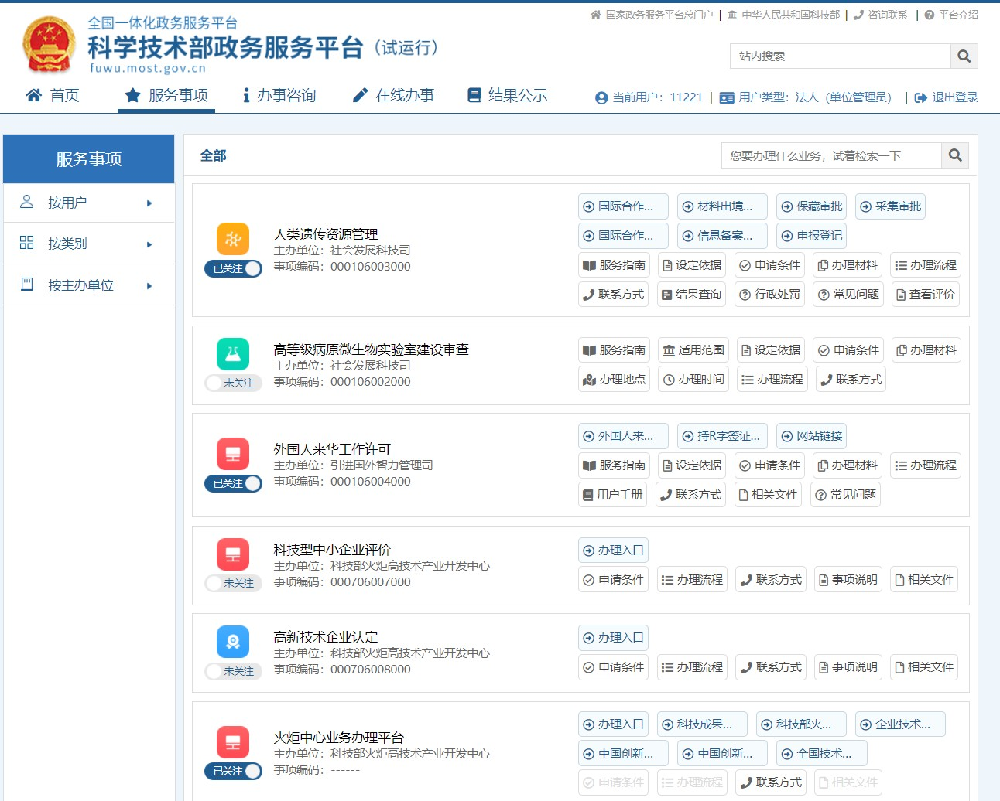 国家政务服务平台总门户 | 中华人民共和国科技部 | 咨询联系 | 平台介绍
全国一体化政务服务平台
科学技术部政务服务平台（试运行）
fuwu.most.gov.cn
站内搜索
首页 服务事项 办事咨询 在线办事 结果公示
当前用户：11221 | 用户类型：法人（单位管理员） | 退出登录
服务事项
按用户
按类别
按主办单位
全部
您要办理什么业务，试着检索一下
人类遗传资源管理
主办单位：社会发展科技司
事项编码：000106003000
已关注
国际合作... 材料出境... 保藏审批 采集审批
国际合作... 信息备案... 申报登记
服务指南 设定依据 申请条件 办理材料 办理流程
联系方式 结果查询 行政处罚 常见问题 查看评价
高等级病原微生物实验室建设审查
主办单位：社会发展科技司
事项编码：000106002000
未关注
服务指南 适用范围 设定依据 申请条件 办理材料
办理地点 办理时间 办理流程 联系方式
外国人来华工作许可
主办单位：引进国外智力管理司
事项编码：000106004000
已关注
外国人来... 持R字签证... 网站链接
服务指南 设定依据 申请条件 办理材料 办理流程
用户手册 联系方式 相关文件 常见问题
科技型中小企业评价
主办单位：科技部火炬高技术产业开发中心
事项编码：000706007000
未关注
办理入口
申请条件 办理流程 联系方式 事项说明 相关文件
高新技术企业认定
主办单位：科技部火炬高技术产业开发中心
事项编码：000706008000
未关注
办理入口
申请条件 办理流程 联系方式 事项说明 相关文件
火炬中心业务办理平台
主办单位：科技部火炬高技术产业开发中心
事项编码：------
已关注
办理入口 科技成果... 科技部火... 企业技术...
中国创新... 中国创新... 全国技术...
申请条件 办理流程 联系方式 相关文件